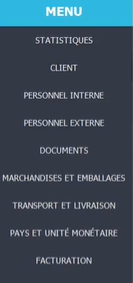 MENU
STATISTIQUES
CLIENT
PERSONNEL INTERNE
PERSONNEL EXTERNE
DOCUMENTS
MARCHANDISES ET EMBALLAGES
TRANSPORT ET LIVRAISON
PAYS ET UNITÉ MONÉTAIRE
FACTURATION